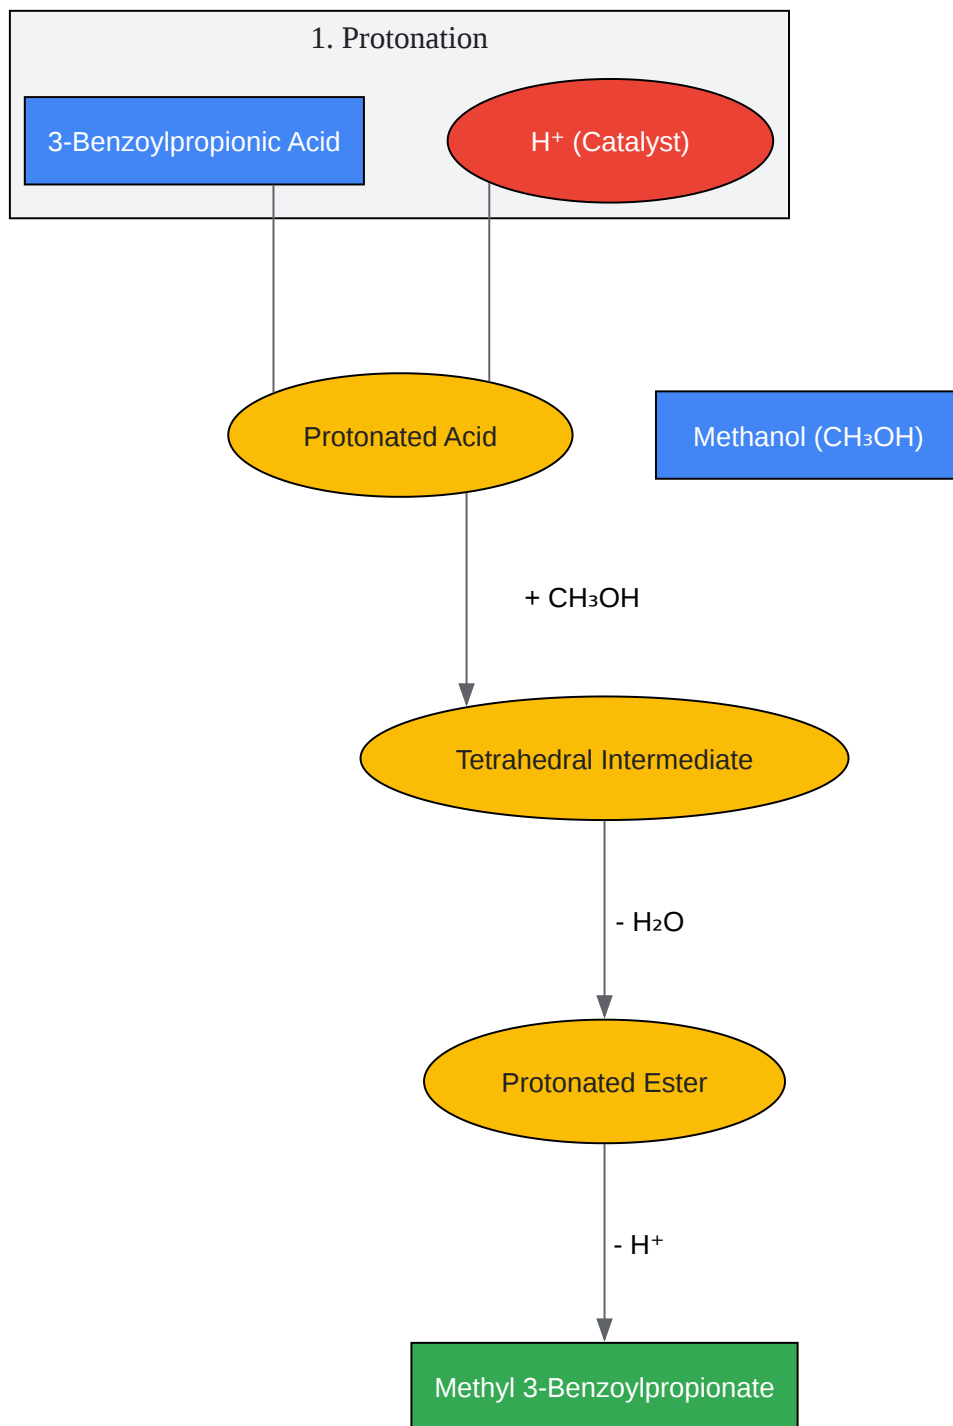 1. Protonation
3-Benzoylpropionic Acid
H⁺ (Catalyst)
Protonated Acid
Methanol (CH₃OH)
+ CH₃OH
Tetrahedral Intermediate
- H₂O
Protonated Ester
- H⁺
Methyl 3-Benzoylpropionate